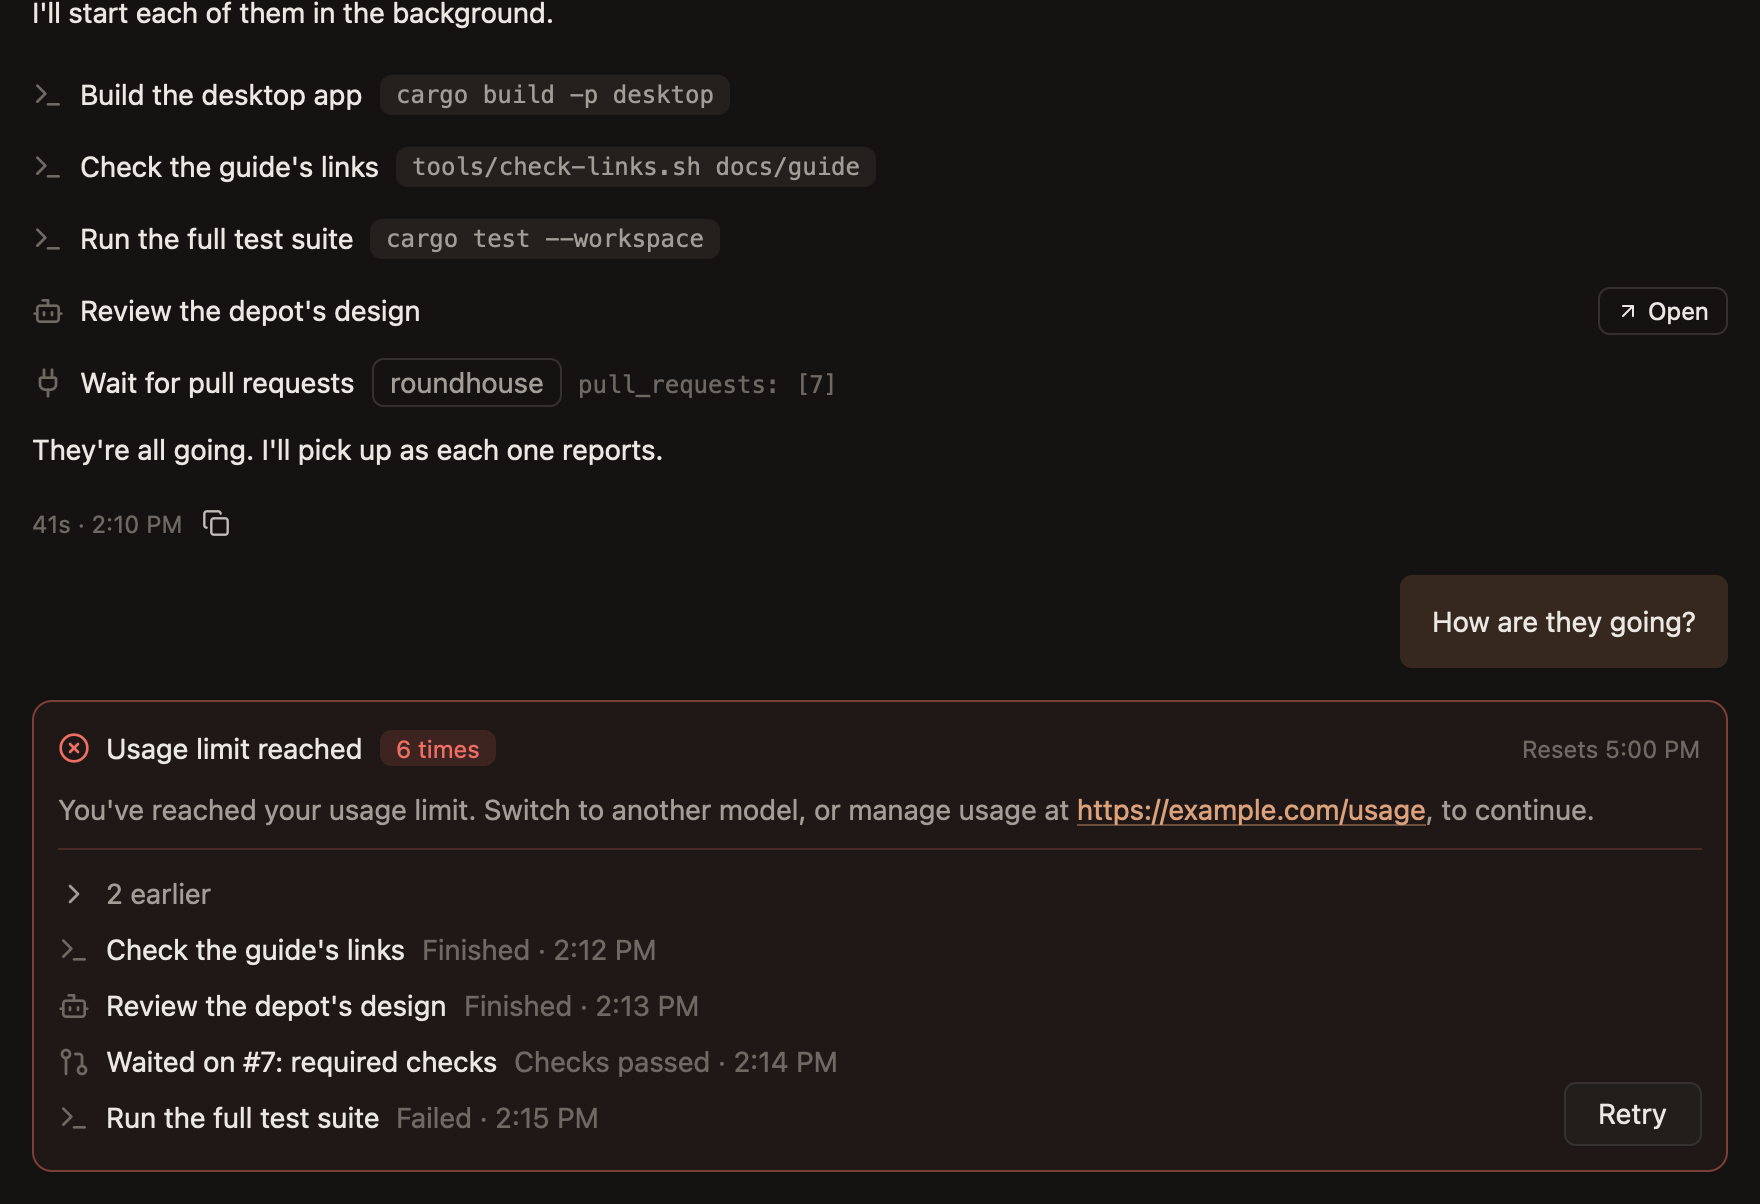 I'll start each of them in the background.
Build the desktop app cargo build -p desktop
Check the guide's links tools/check-links.sh docs/guide
Run the full test suite cargo test --workspace
Review the depot's design Open
Wait for pull requests roundhouse pull_requests: [7]
They're all going. I'll pick up as each one reports.
41s · 2:10 PM
How are they going?
Usage limit reached 6 times Resets 5:00 PM
You've reached your usage limit. Switch to another model, or manage usage at https://example.com/usage, to continue.
2 earlier
Check the guide's links Finished · 2:12 PM
Review the depot's design Finished · 2:13 PM
Waited on #7: required checks Checks passed · 2:14 PM
Run the full test suite Failed · 2:15 PM
Retry